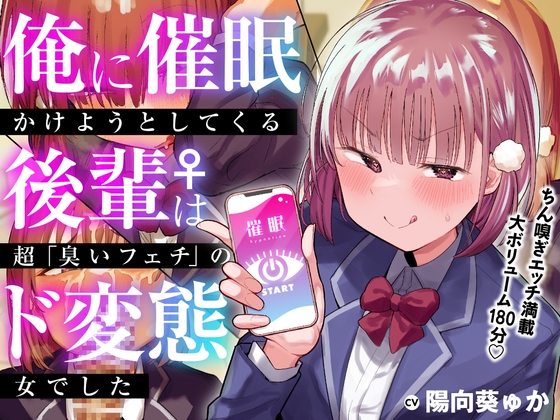 俺に催眠
かけようとしてくる
後輩♀は
超「臭いフェチ」の
ド変態
女でした
催眠
hypnotize
START
ちん嗅ぎエッチ満載
大ボリューム180分♡
CV 陽向葵ゅか